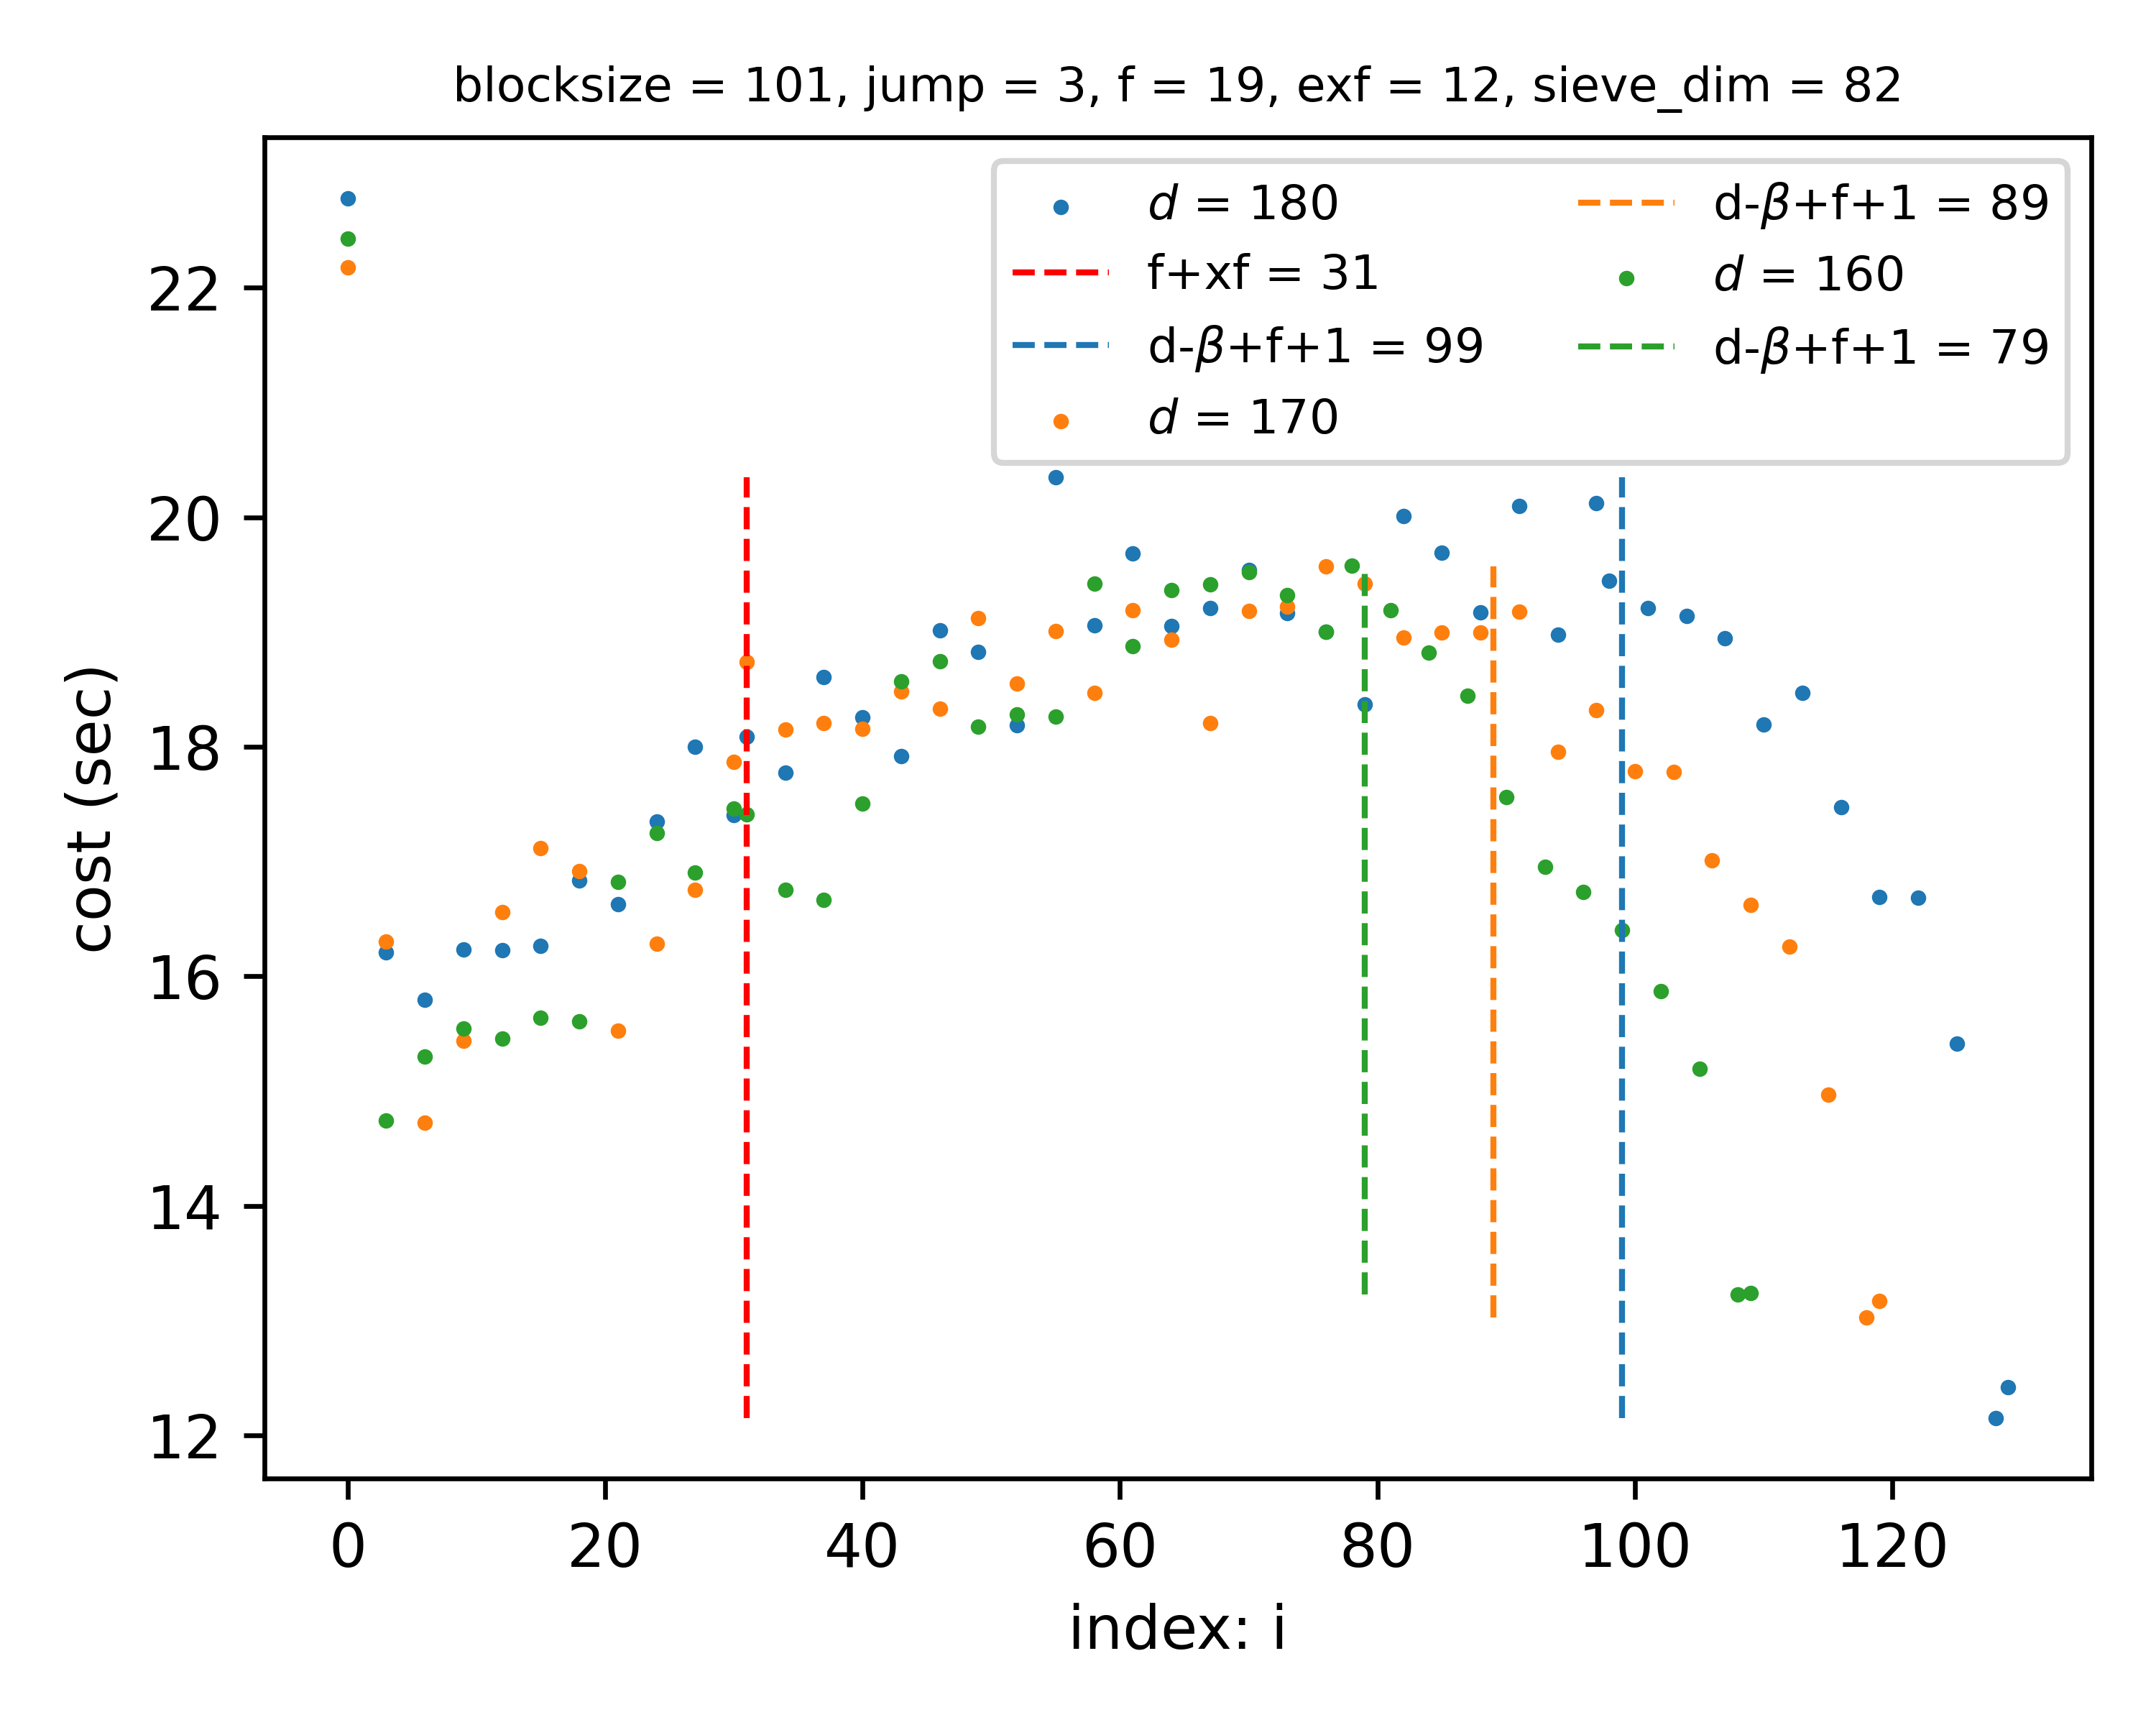 blocksize = 101, jump = 3, f = 19, exf = 12, sieve_dim = 82
d = 180
f+xf = 31
d-β+f+1 = 99
d = 170
d-β+f+1 = 89
d = 160
d-β+f+1 = 79
cost (sec)
22
20
18
16
14
12
0 20 40 60 80 100 120
index: i